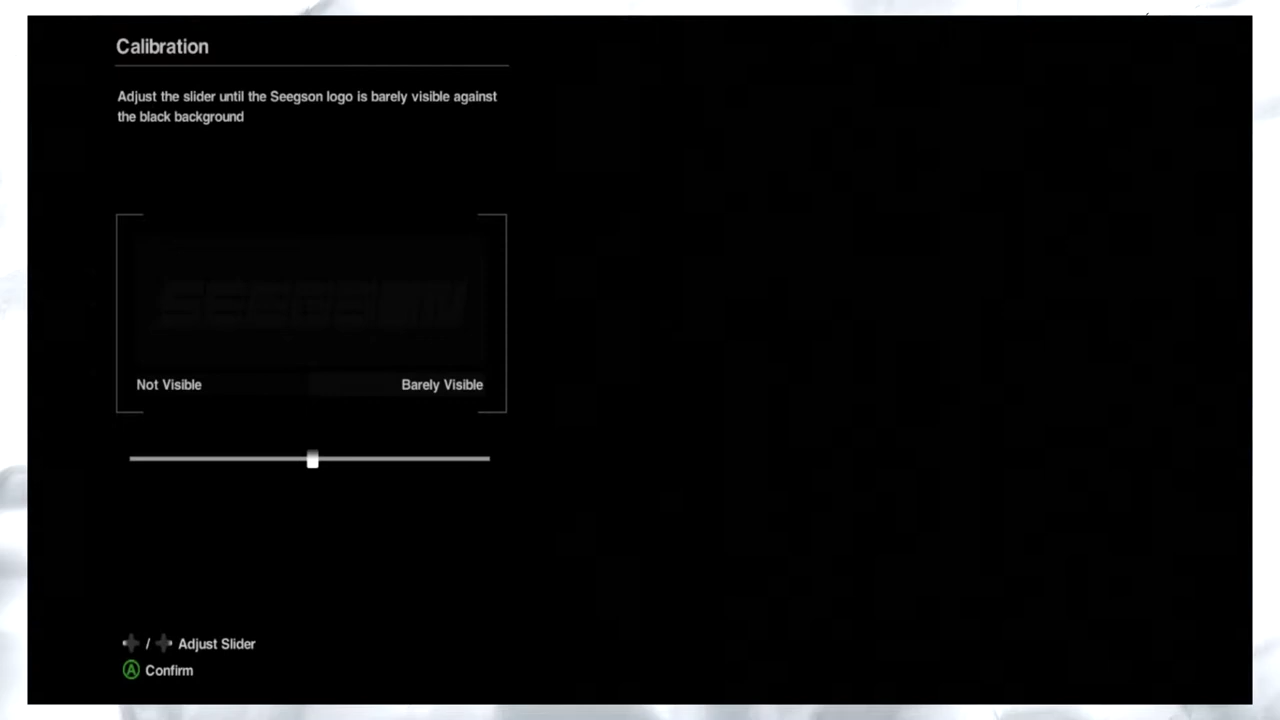 Calibration
Adjust the slider until the Seegson logo is barely visible against
the black background
SEEGSON
Not Visible
Barely Visible
/ Adjust Slider
A Confirm